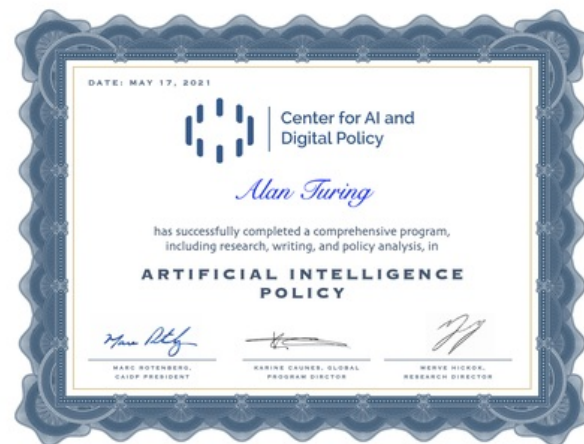 DATE: MAY 17, 2021
Center for AI and
Digital Policy
Alan Turing
has successfully completed a comprehensive program,
including research, writing, and policy analysis, in
ARTIFICIAL INTELLIGENCE
POLICY
MARC ROTENBERG,
CAIDP PRESIDENT
KARINE CAUNES, GLOBAL
PROGRAM DIRCTOR
MERVE HICKOK,
RESEARCH DIRECTOR